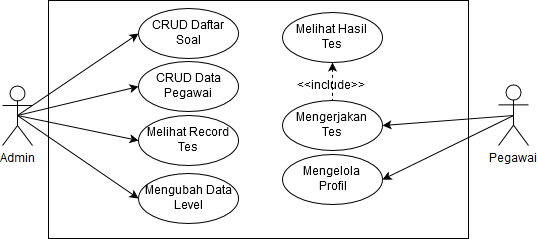 CRUD Daftar
Soal
Melihat Hasil
Tes
CRUD Data
Pegawai
<<include>>
Melihat Record
Tes
Mengerjakan
Tes
Admin
Pegawai
Mengubah Data
Level
Mengelola
Profil